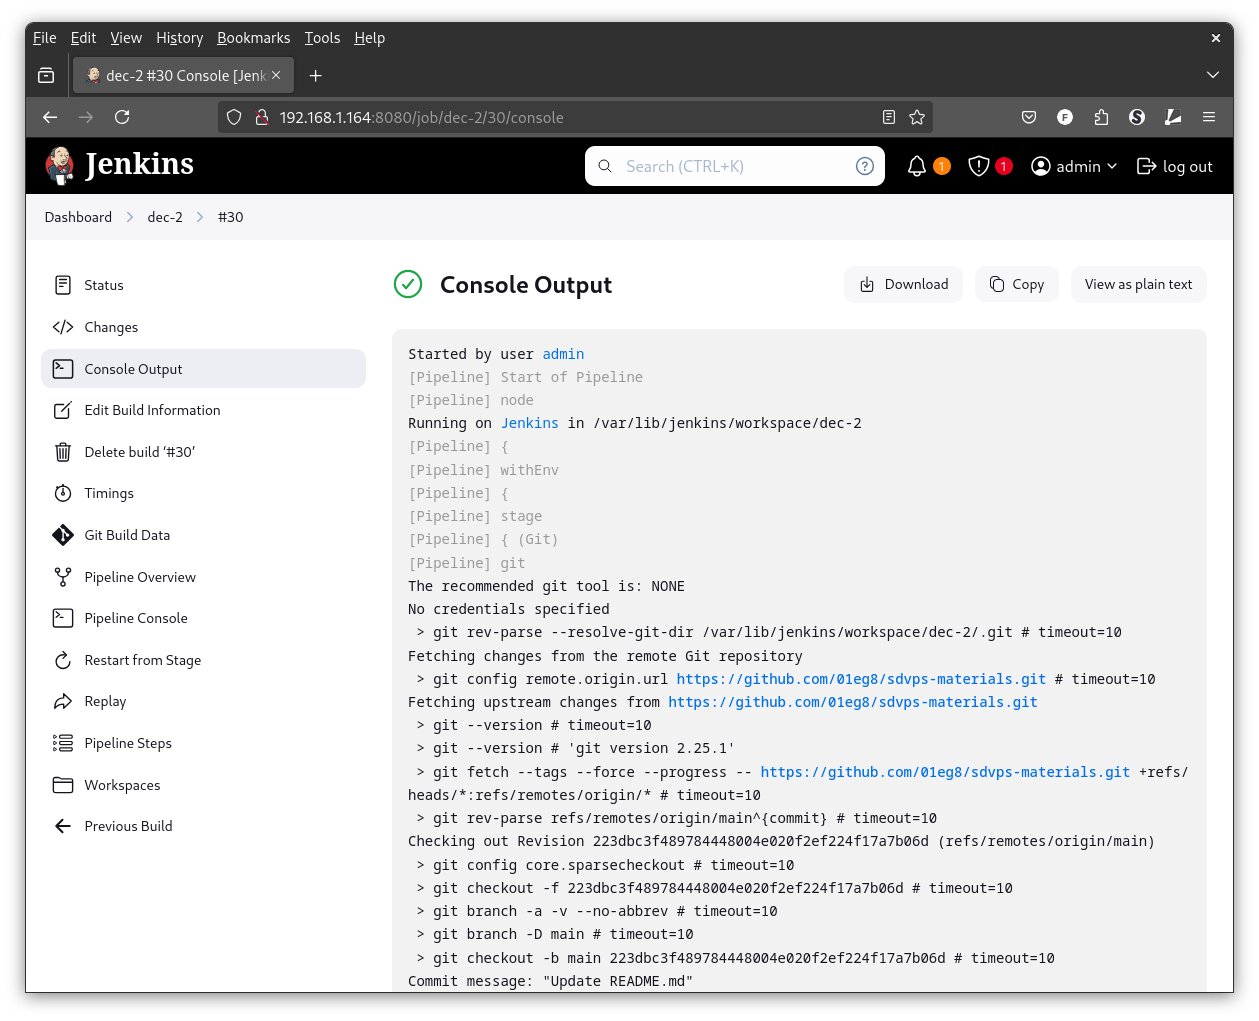 File Edit View History Bookmarks Tools Help
dec-2 #30 Console [Jenk
192.168.1.164:8080/job/dec-2/30/console
Jenkins
Search (CTRL+K)
1
1
admin
log out
Dashboard
dec-2
#30
Status
Changes
Console Output
Edit Build Information
Delete build ‘#30’
Timings
Git Build Data
Pipeline Overview
Pipeline Console
Restart from Stage
Replay
Pipeline Steps
Workspaces
Previous Build
Console Output
Download
Copy
View as plain text
Started by user admin
[Pipeline] Start of Pipeline
[Pipeline] node
Running on Jenkins in /var/lib/jenkins/workspace/dec-2
[Pipeline] {
[Pipeline] withEnv
[Pipeline] {
[Pipeline] stage
[Pipeline] { (Git)
[Pipeline] git
The recommended git tool is: NONE
No credentials specified
> git rev-parse --resolve-git-dir /var/lib/jenkins/workspace/dec-2/.git # timeout=10
Fetching changes from the remote Git repository
> git config remote.origin.url https://github.com/01eg8/sdvps-materials.git # timeout=10
Fetching upstream changes from https://github.com/01eg8/sdvps-materials.git
> git --version # timeout=10
> git --version # 'git version 2.25.1'
> git fetch --tags --force --progress -- https://github.com/01eg8/sdvps-materials.git +refs/
heads/*:refs/remotes/origin/* # timeout=10
> git rev-parse refs/remotes/origin/main^{commit} # timeout=10
Checking out Revision 223dbc3f489784448004e020f2ef224f17a7b06d (refs/remotes/origin/main)
> git config core.sparsecheckout # timeout=10
> git checkout -f 223dbc3f489784448004e020f2ef224f17a7b06d # timeout=10
> git branch -a -v --no-abbrev # timeout=10
> git branch -D main # timeout=10
> git checkout -b main 223dbc3f489784448004e020f2ef224f17a7b06d # timeout=10
Commit message: "Update README.md"